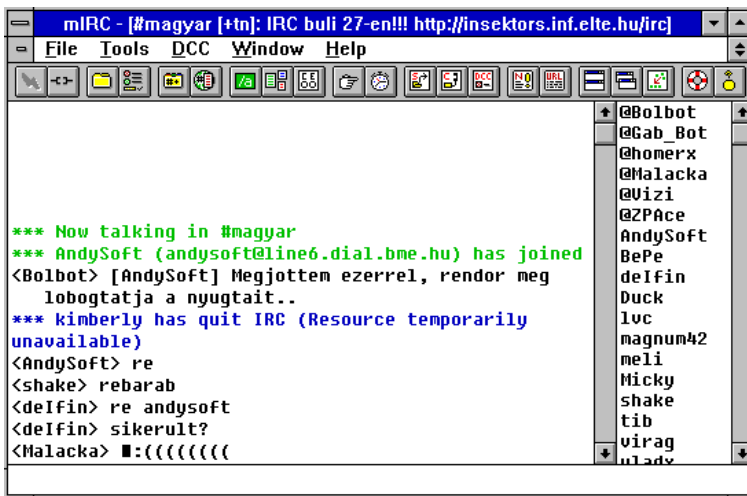 mIRC - [#magyar [+tn]: IRC buli 27-en!!! http://insektors.inf.elte.hu/irc]
File Tools DCC Window Help
*** Now talking in #magyar
*** AndySoft (andysoft@line6.dial.bme.hu) has joined
<Bolbot> [AndySoft] Megjottem ezerrel, rendor meg
lobogtatja a nyugtait..
*** kimberly has quit IRC (Resource temporarily
unavailable)
<AndySoft> re
<shake> rebarab
<deIfin> re andysoft
<deIfin> sikerult?
<Malacka> :((((((((
@Bolbot
@Gab_Bot
@homerx
@Malacka
@Vizi
@ZPAce
AndySoft
BePe
deIfin
Duck
lvc
magnum42
meli
Micky
shake
tib
virag